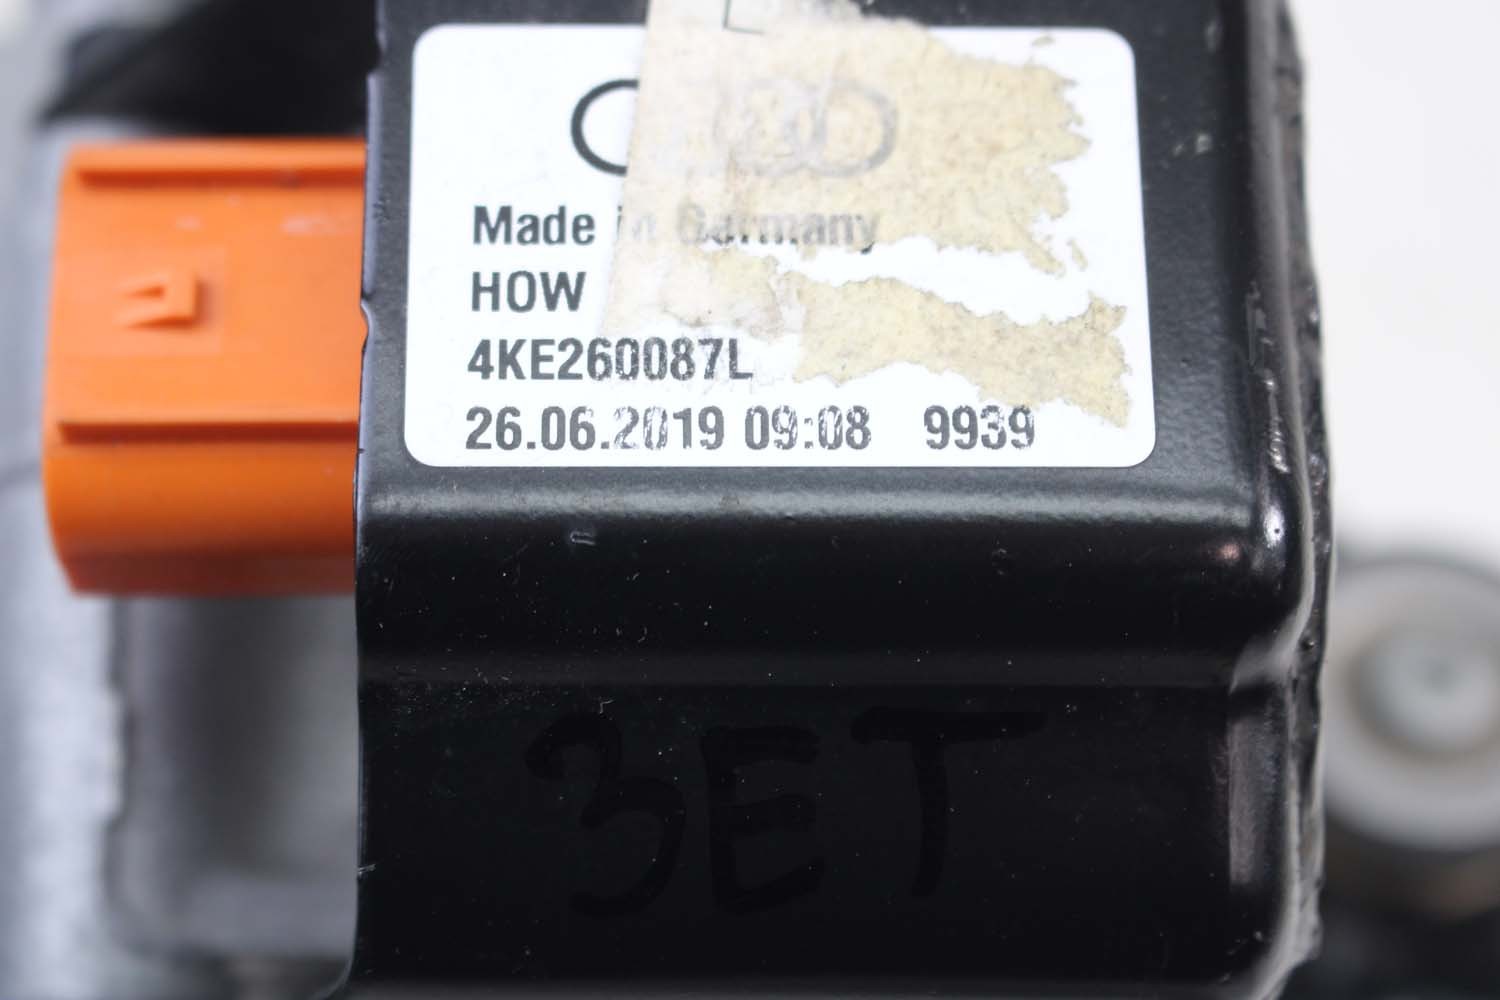 Made in Germany
HOW
4KE260087L
26.06.2019 09:08 9939
3ET